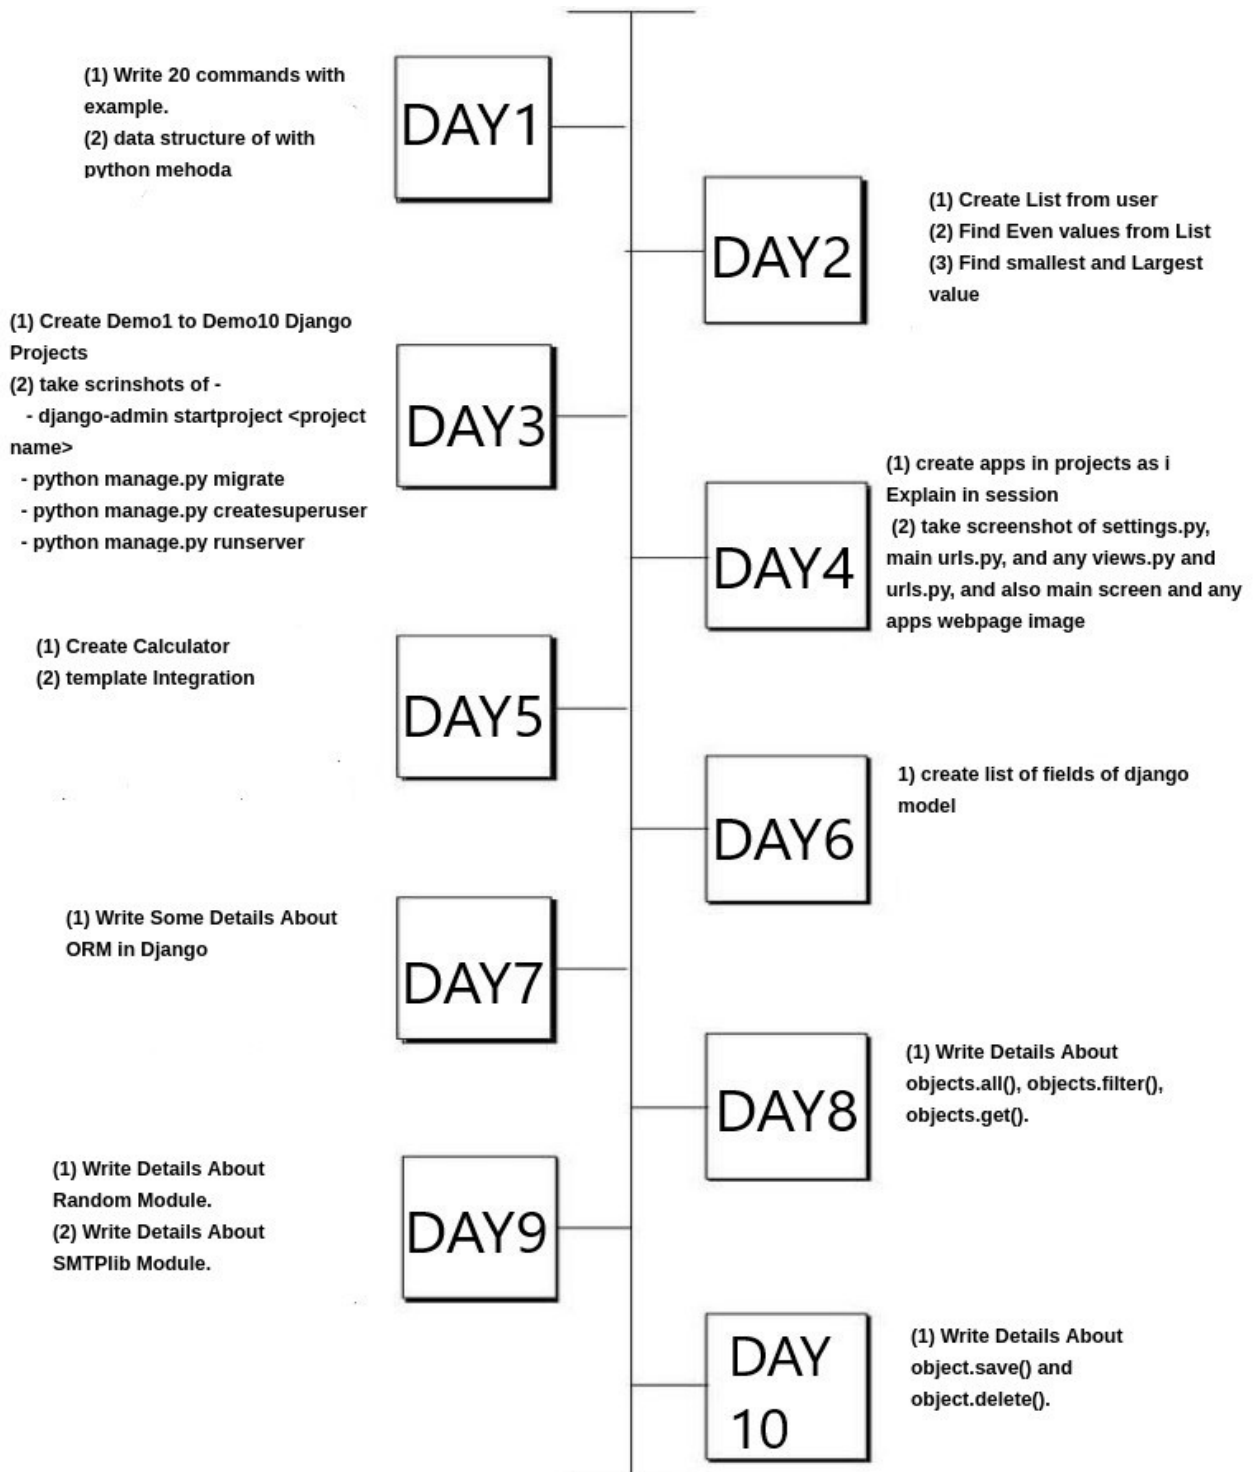 (1) Write 20 commands with
example.
(2) data structure of with
python mehoda
DAY1
DAY2
(1) Create List from user
(2) Find Even values from List
(3) Find smallest and Largest
value
(1) Create Demo1 to Demo10 Django
Projects
(2) take scrinshots of -
- django-admin startproject <project
name>
- python manage.py migrate
- python manage.py createsuperuser
- python manage.py runserver
DAY3
DAY4
(1) create apps in projects as i
Explain in session
(2) take screenshot of settings.py,
main urls.py, and any views.py and
urls.py, and also main screen and any
apps webpage image
(1) Create Calculator
(2) template Integration
DAY5
DAY6
1) create list of fields of django
model
(1) Write Some Details About
ORM in Django
DAY7
DAY8
(1) Write Details About
objects.all(), objects.filter(),
objects.get().
(1) Write Details About
Random Module.
(2) Write Details About
SMTPlib Module.
DAY9
DAY
10
(1) Write Details About
object.save() and
object.delete().